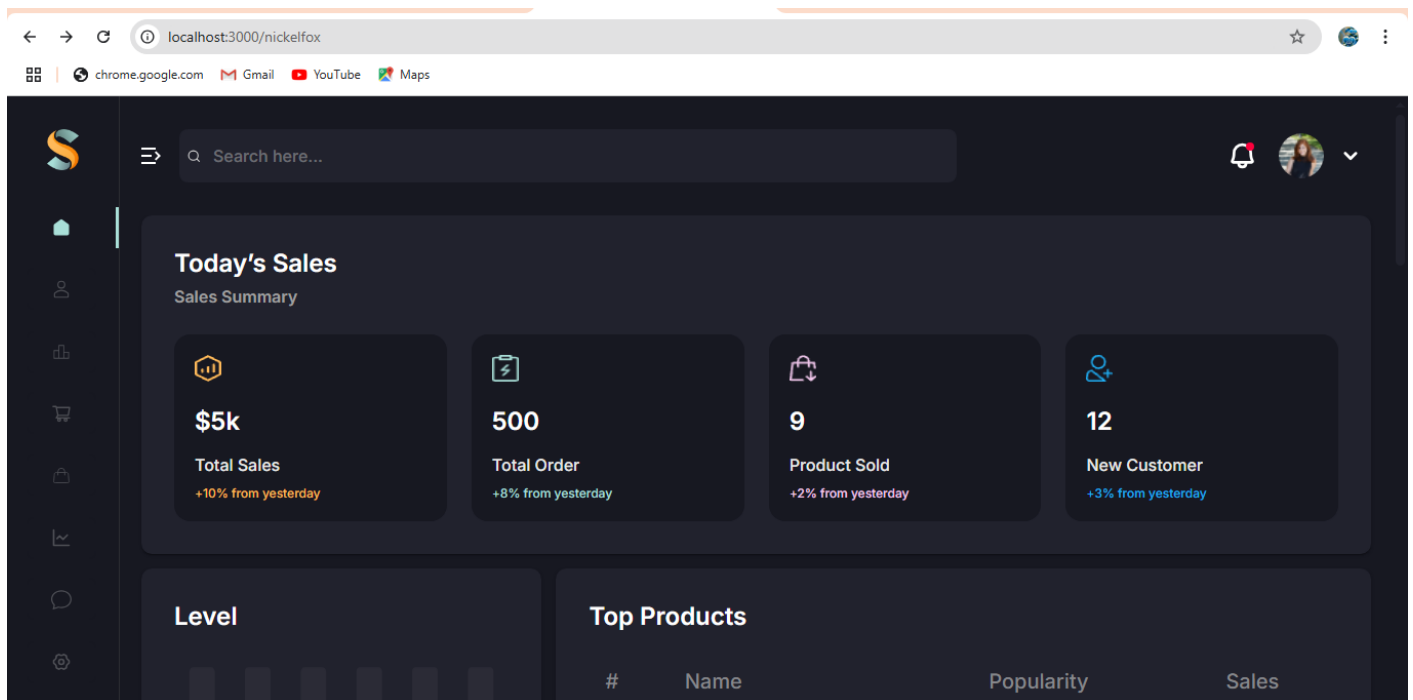 localhost:3000/nickelfox
chrome.google.com Gmail YouTube Maps
Search here...
Today’s Sales
Sales Summary
$5k
Total Sales
+10% from yesterday
500
Total Order
+8% from yesterday
9
Product Sold
+2% from yesterday
12
New Customer
+3% from yesterday
Level
Top Products
# Name Popularity Sales